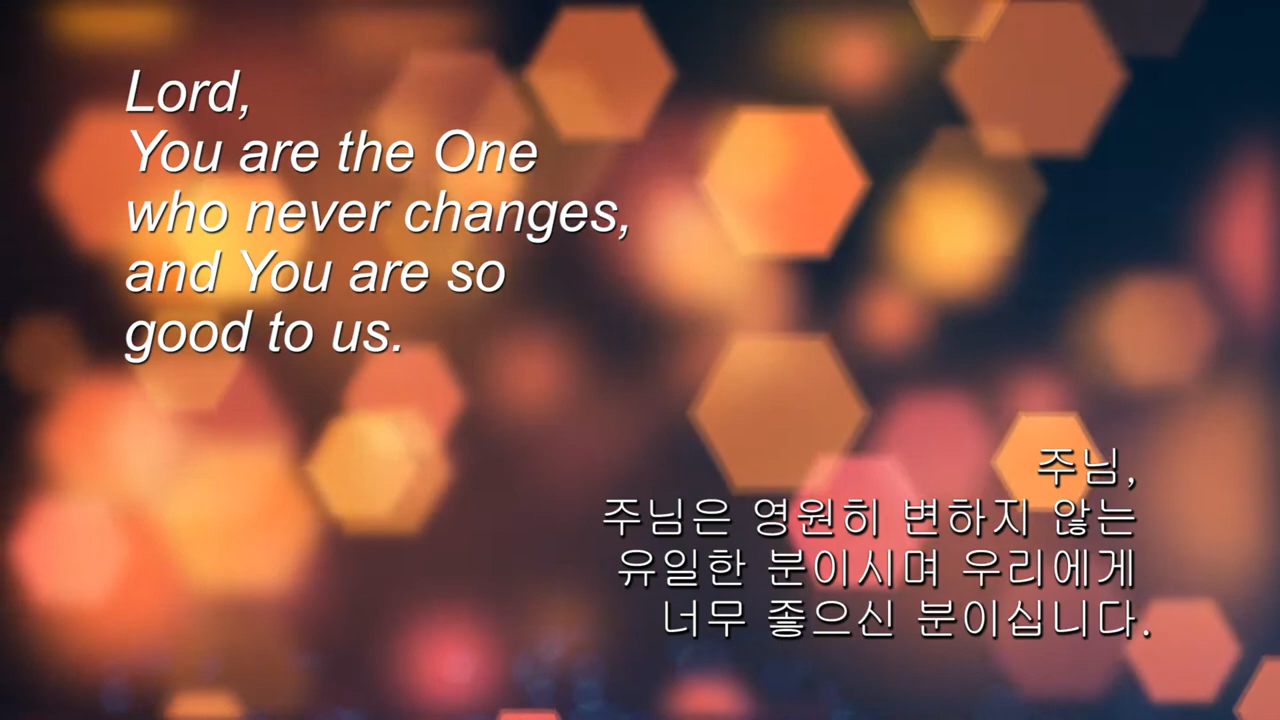 Lord,
You are the One
who never changes,
and You are so
good to us.
주님,
주님은 영원히 변하지 않는
유일한 분이시며 우리에게
너무 좋으신 분이십니다.